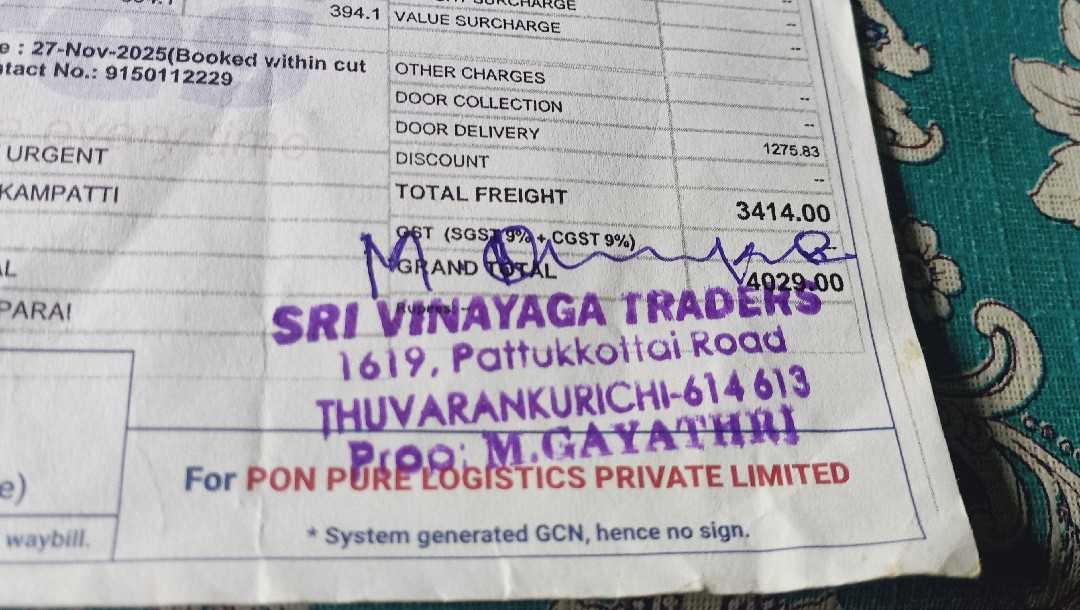 394.1 VALUE SURCHARGE --
e : 27-Nov-2025(Booked within cut
ntact No.: 9150112229
OTHER CHARGES --
DOOR COLLECTION --
DOOR DELIVERY 1275.83
URGENT
DISCOUNT --
KAMPATTI
TOTAL FREIGHT 3414.00
GST (SGST 9% + CGST 9%)
GRAND TOTAL 4029.00
PARAI
SRI VINAYAGA TRADERS
1619, Pattukkottai Road
THUVARANKURICHI-614 613
Prop: M.GAYATHRI
For PON PURE LOGISTICS PRIVATE LIMITED
e)
* System generated GCN, hence no sign.
waybill.